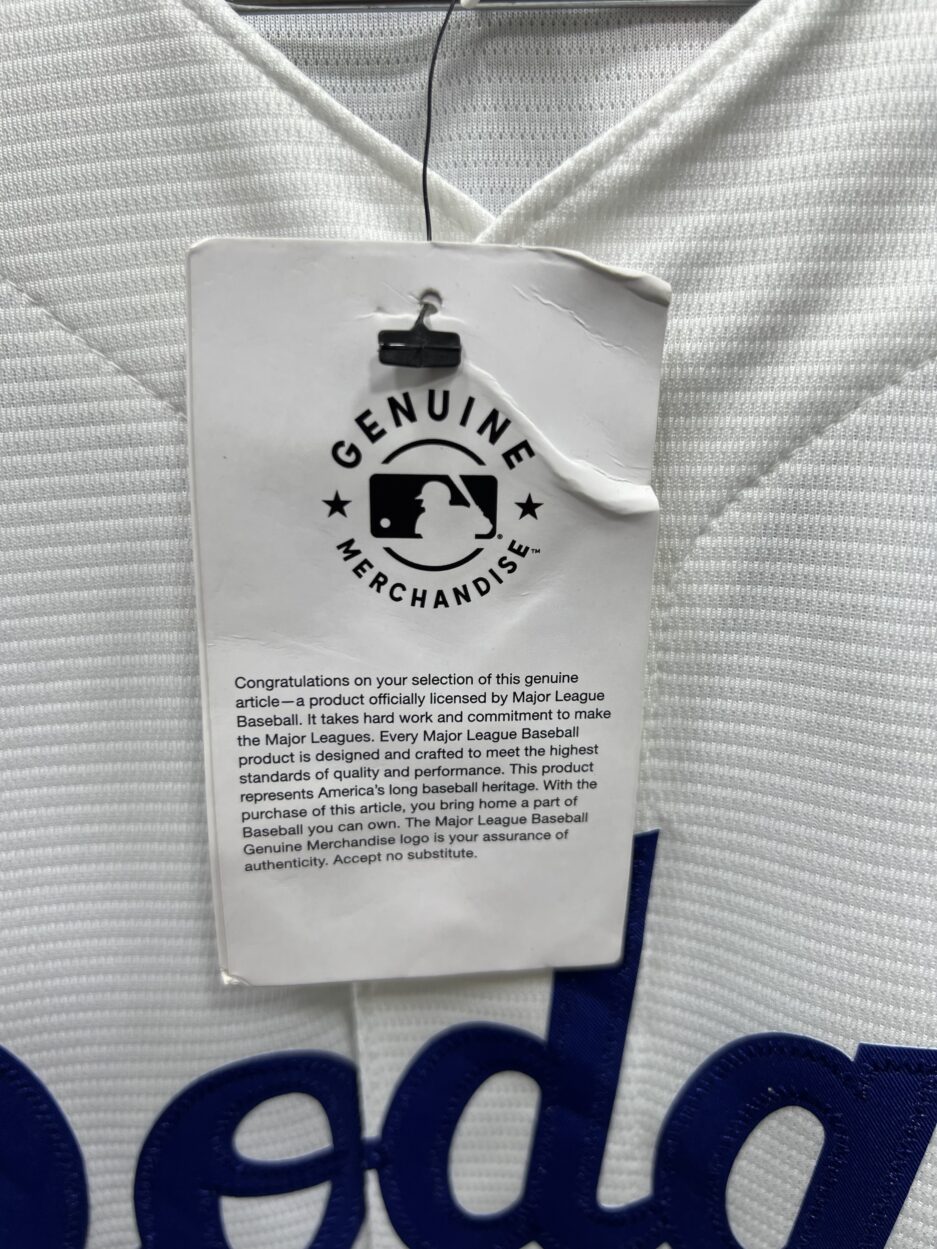 GENUINE
MERCHANDISE™
Congratulations on your selection of this genuine
article—a product officially licensed by Major League
Baseball. It takes hard work and commitment to make
the Major Leagues. Every Major League Baseball
product is designed and crafted to meet the highest
standards of quality and performance. This product
represents America's long baseball heritage. With the
purchase of this article, you bring home a part of
Baseball you can own. The Major League Baseball
Genuine Merchandise logo is your assurance of
authenticity. Accept no substitute.
odg